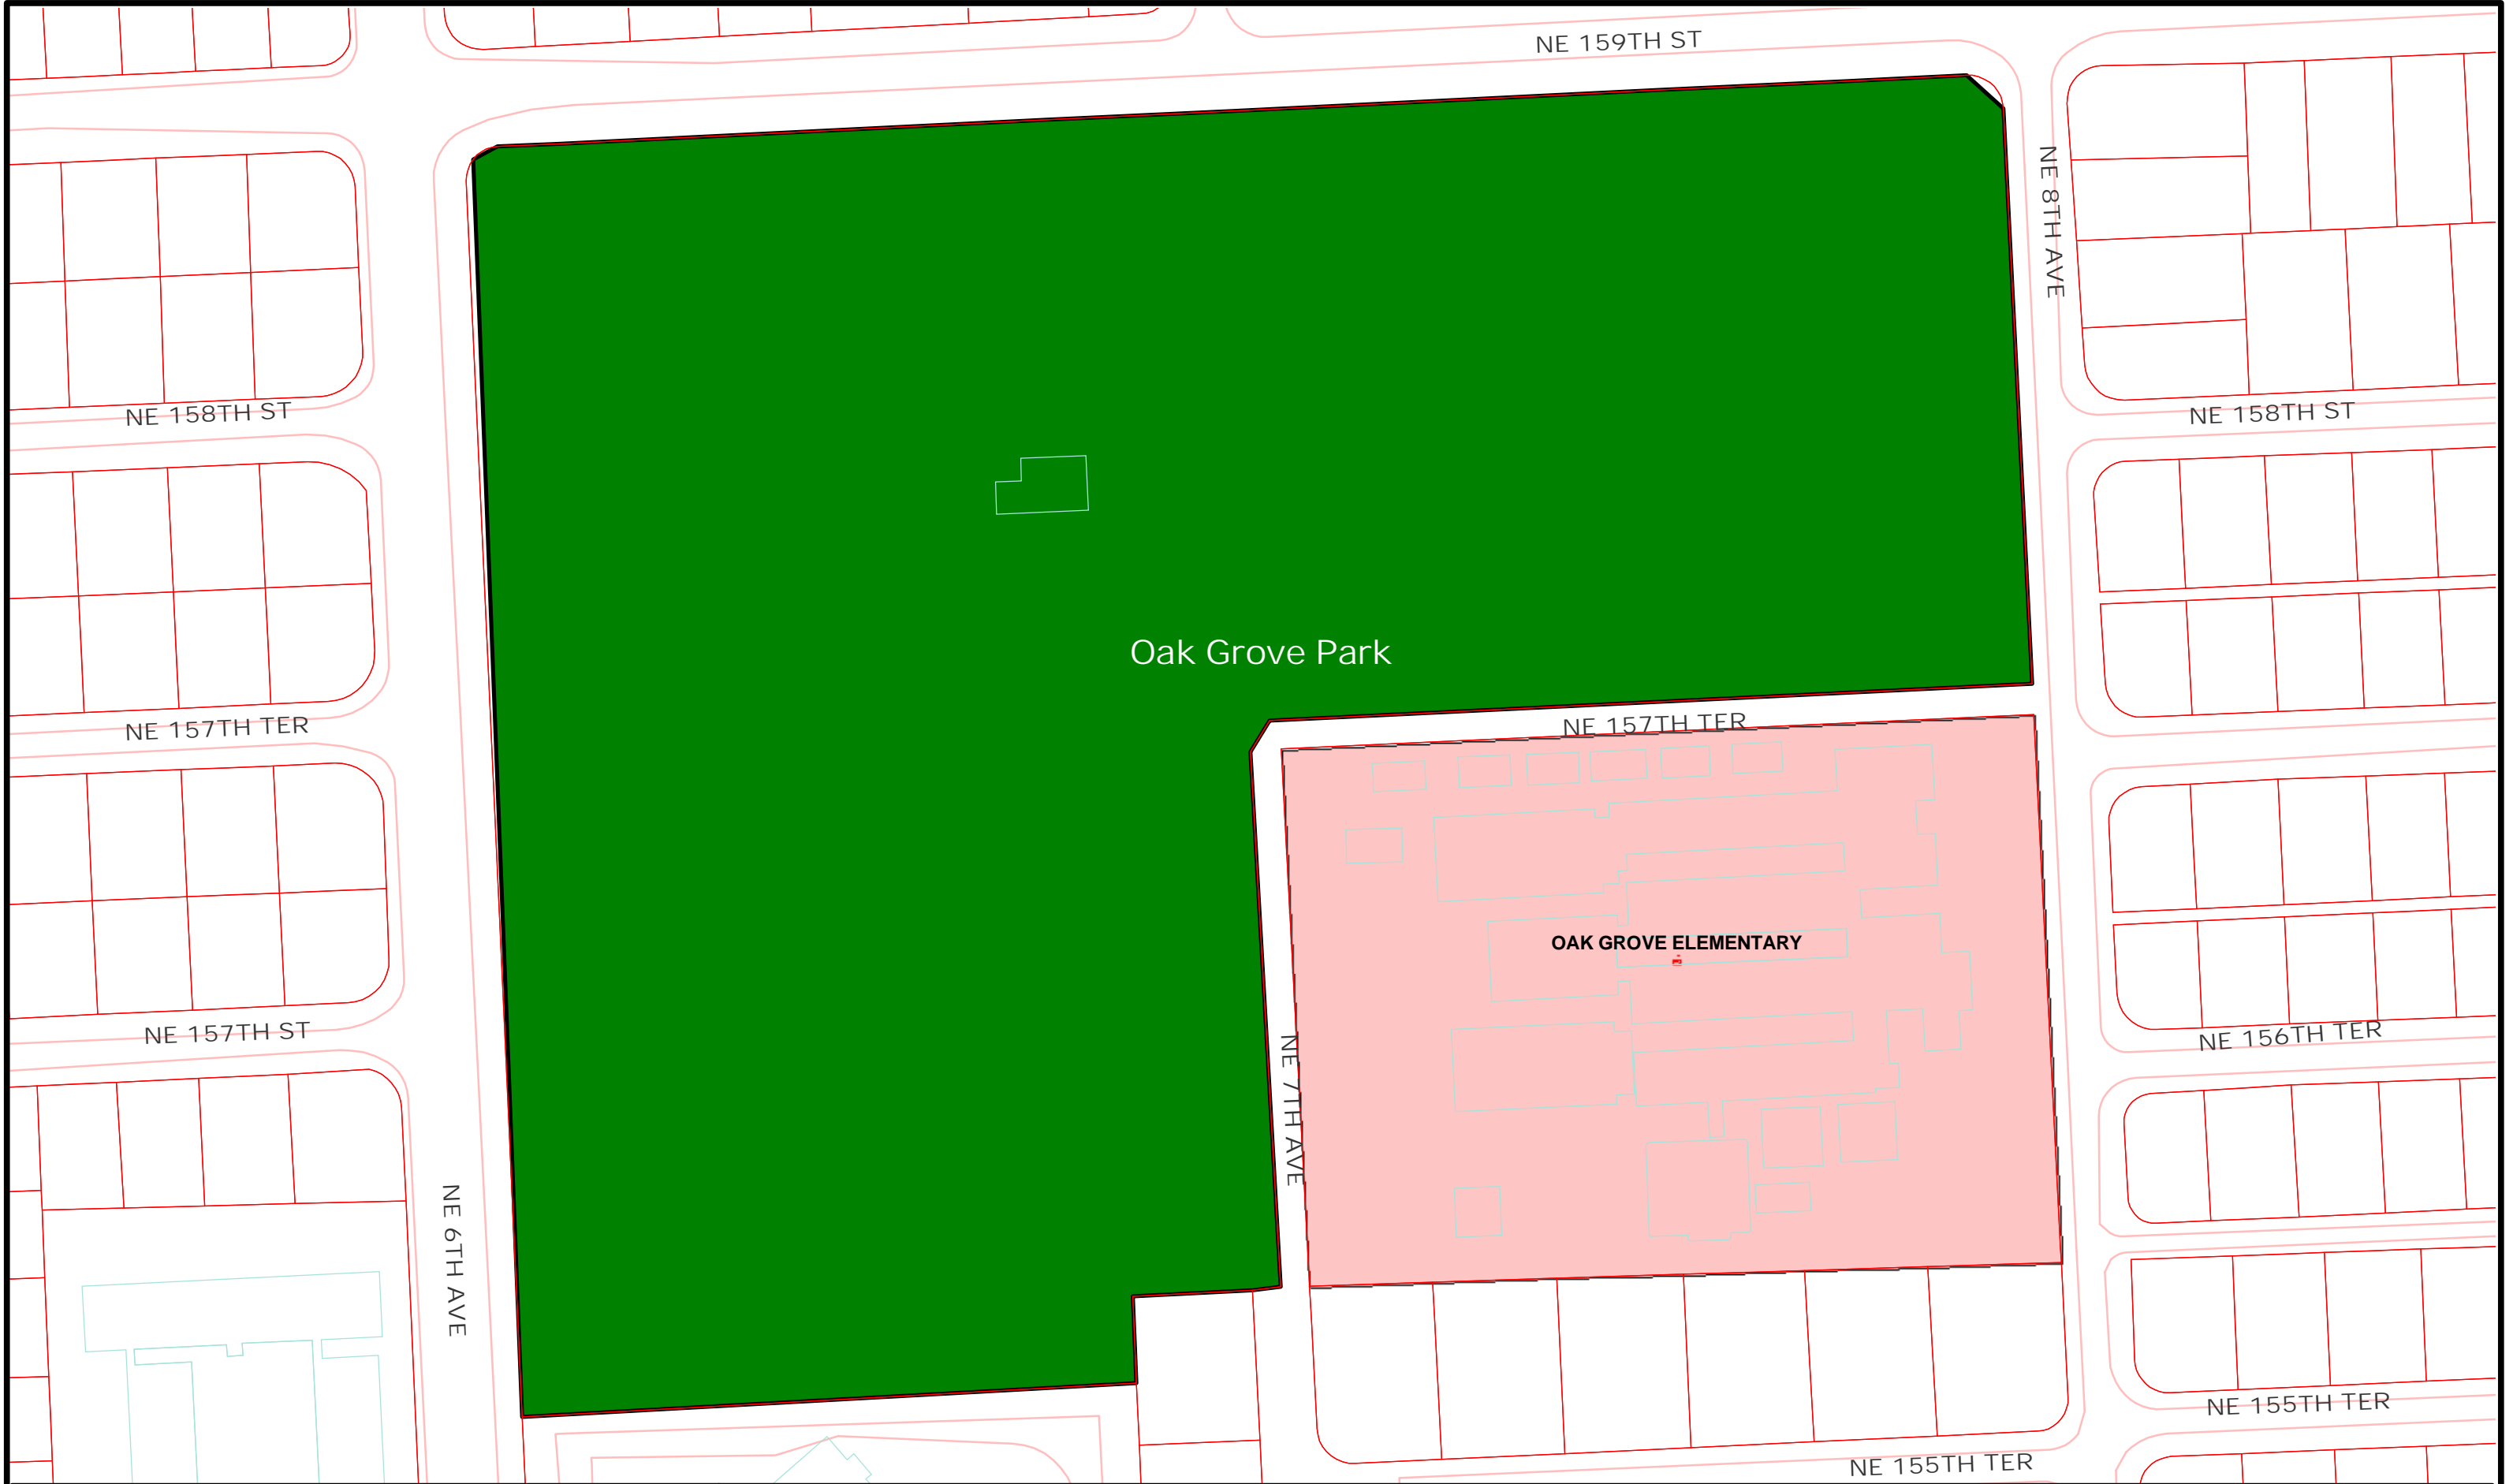 NE 159TH ST
NE 8TH AVE
NE 158TH ST
NE 158TH ST
Oak Grove Park
NE 157TH TER
NE 157TH TER
OAK GROVE ELEMENTARY
NE 157TH ST
NE 7TH AVE
NE 156TH TER
NE 6TH AVE
NE 155TH TER
NE 155TH TER